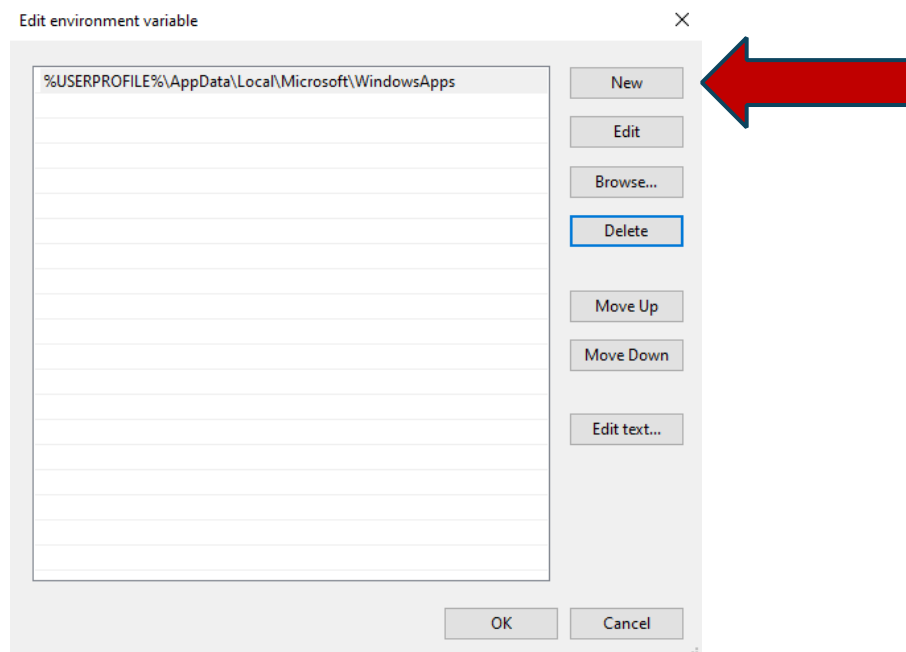 Edit environment variable
%USERPROFILE%\AppData\Local\Microsoft\WindowsApps
New
Edit
Browse...
Delete
Move Up
Move Down
Edit text...
OK
Cancel